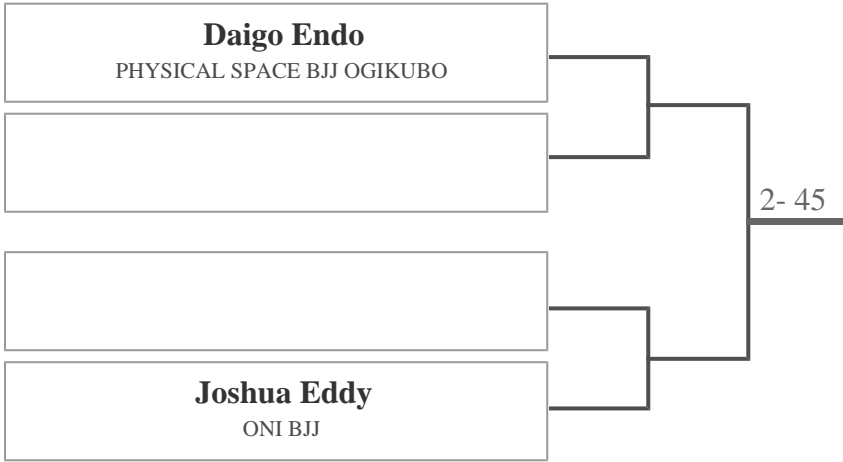 Daigo Endo
PHYSICAL SPACE BJJ OGIKUBO
2- 45
Joshua Eddy
ONI BJJ